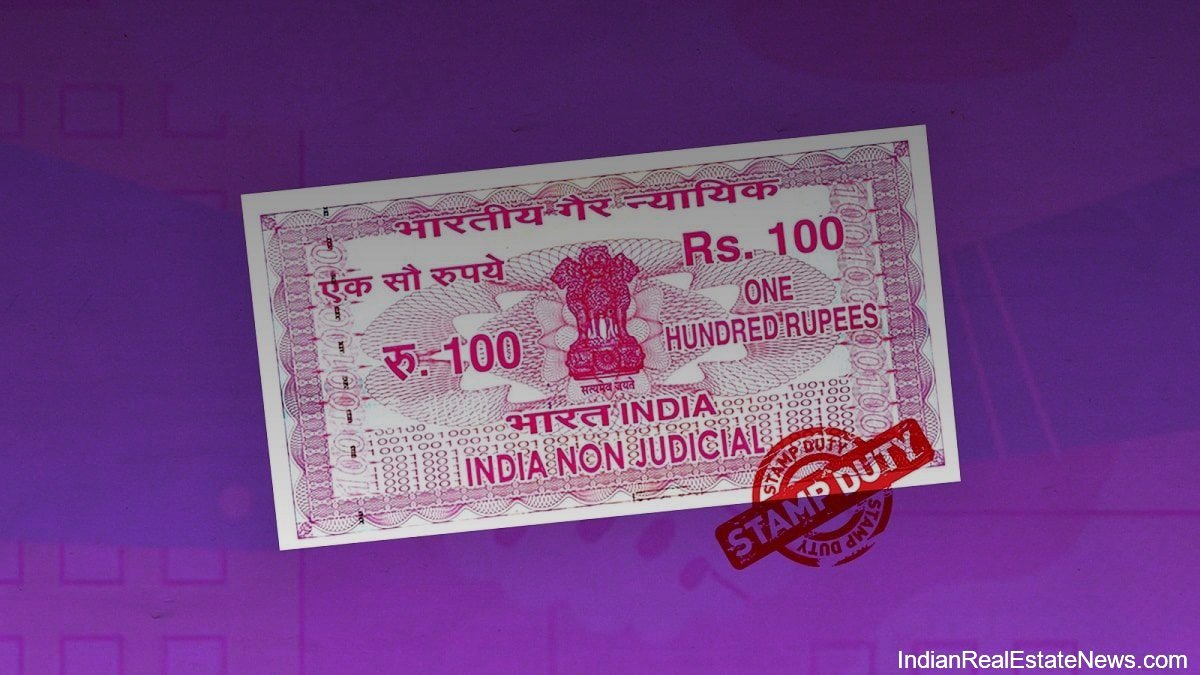 भारतीय गैर न्यायिक
एक सौ रुपये
Rs. 100
ONE
HUNDRED RUPEES
रु. 100
सत्यमेव जयते
भारत INDIA
INDIA NON JUDICIAL
STAMP DUTY
STAMP DUTY
STAMP DUTY
IndianRealEstateNews.com